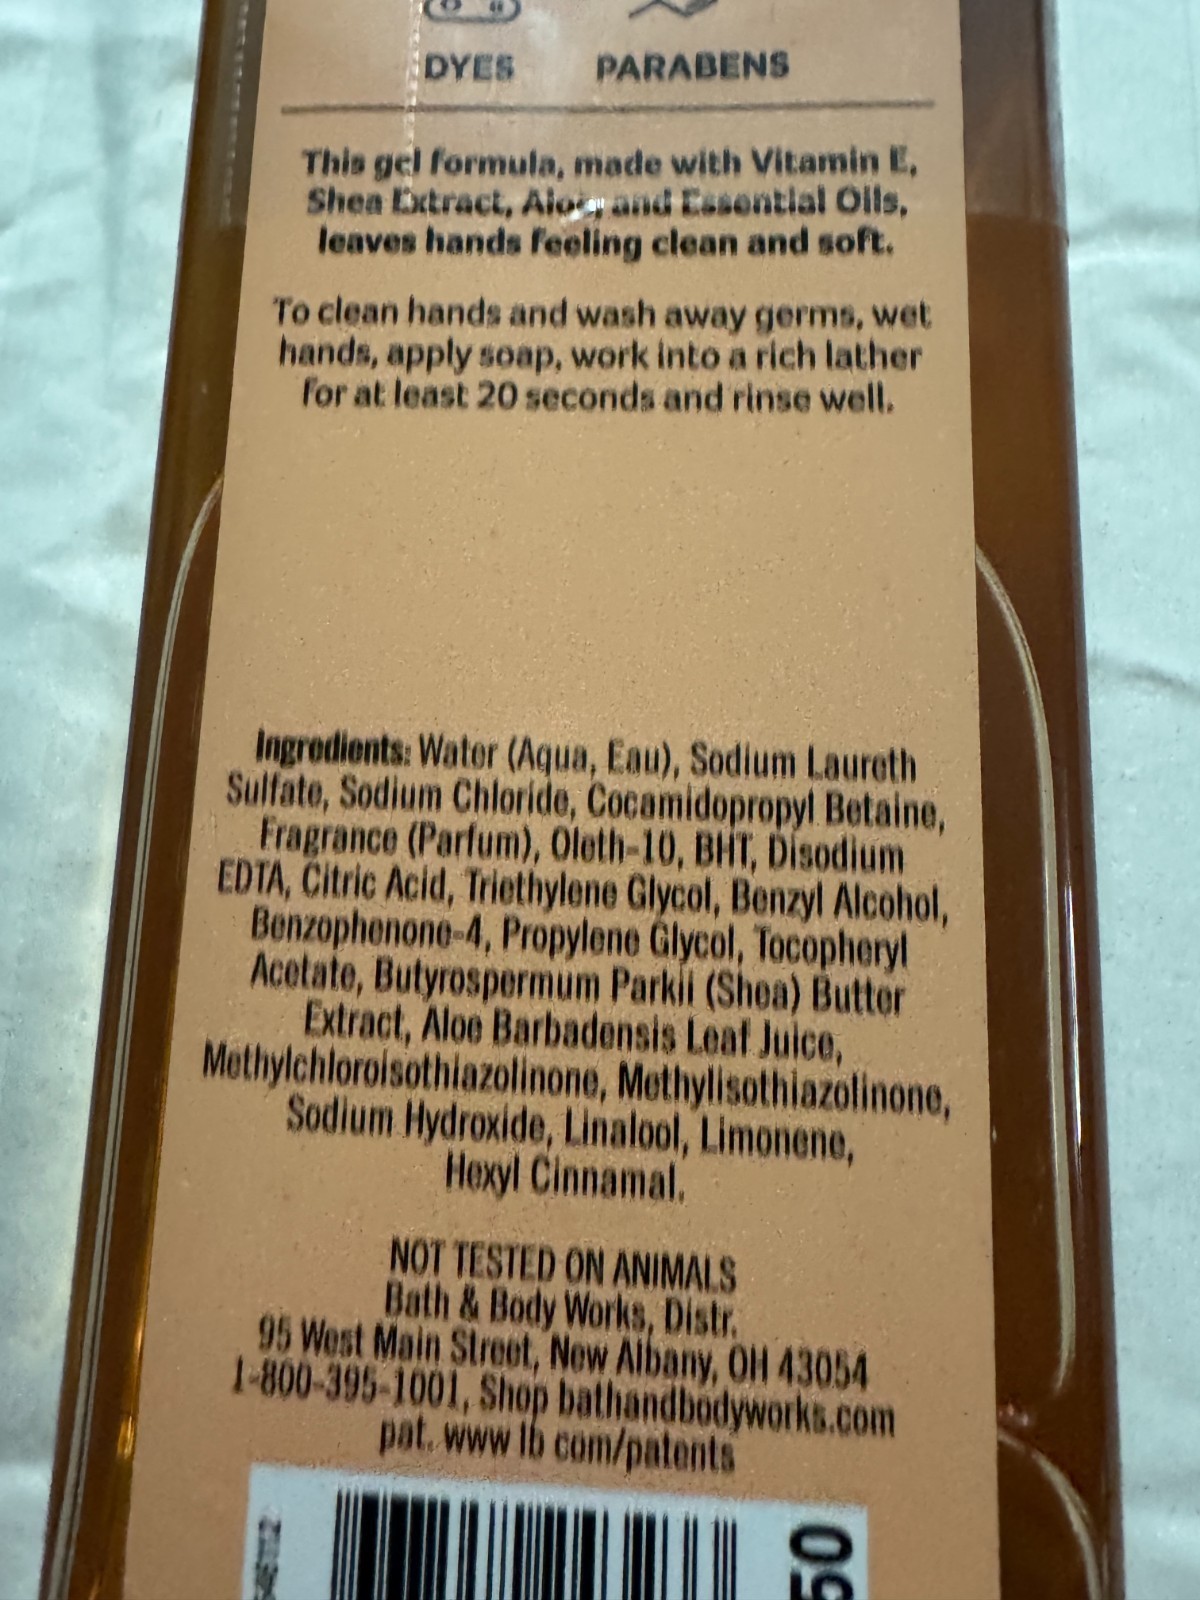 DYES PARABENS
This gel formula, made with Vitamin E,
Shea Extract, Aloe, and Essential Oils,
leaves hands feeling clean and soft.
To clean hands and wash away germs, wet
hands, apply soap, work into a rich lather
for at least 20 seconds and rinse well.
Ingredients: Water (Aqua, Eau), Sodium Laureth
Sulfate, Sodium Chloride, Cocamidopropyl Betaine,
Fragrance (Parfum), Oleth-10, BHT, Disodium
EDTA, Citric Acid, Triethylene Glycol, Benzyl Alcohol,
Benzophenone-4, Propylene Glycol, Tocopheryl
Acetate, Butyrospermum Parkii (Shea) Butter
Extract, Aloe Barbadensis Leaf Juice,
Methylchloroisothiazolinone, Methylisothiazolinone,
Sodium Hydroxide, Linalool, Limonene,
Hexyl Cinnamal.
NOT TESTED ON ANIMALS
Bath & Body Works, Distr.
95 West Main Street, New Albany, OH 43054
1-800-395-1001, Shop bathandbodyworks.com
pat. www lb com/patents
50